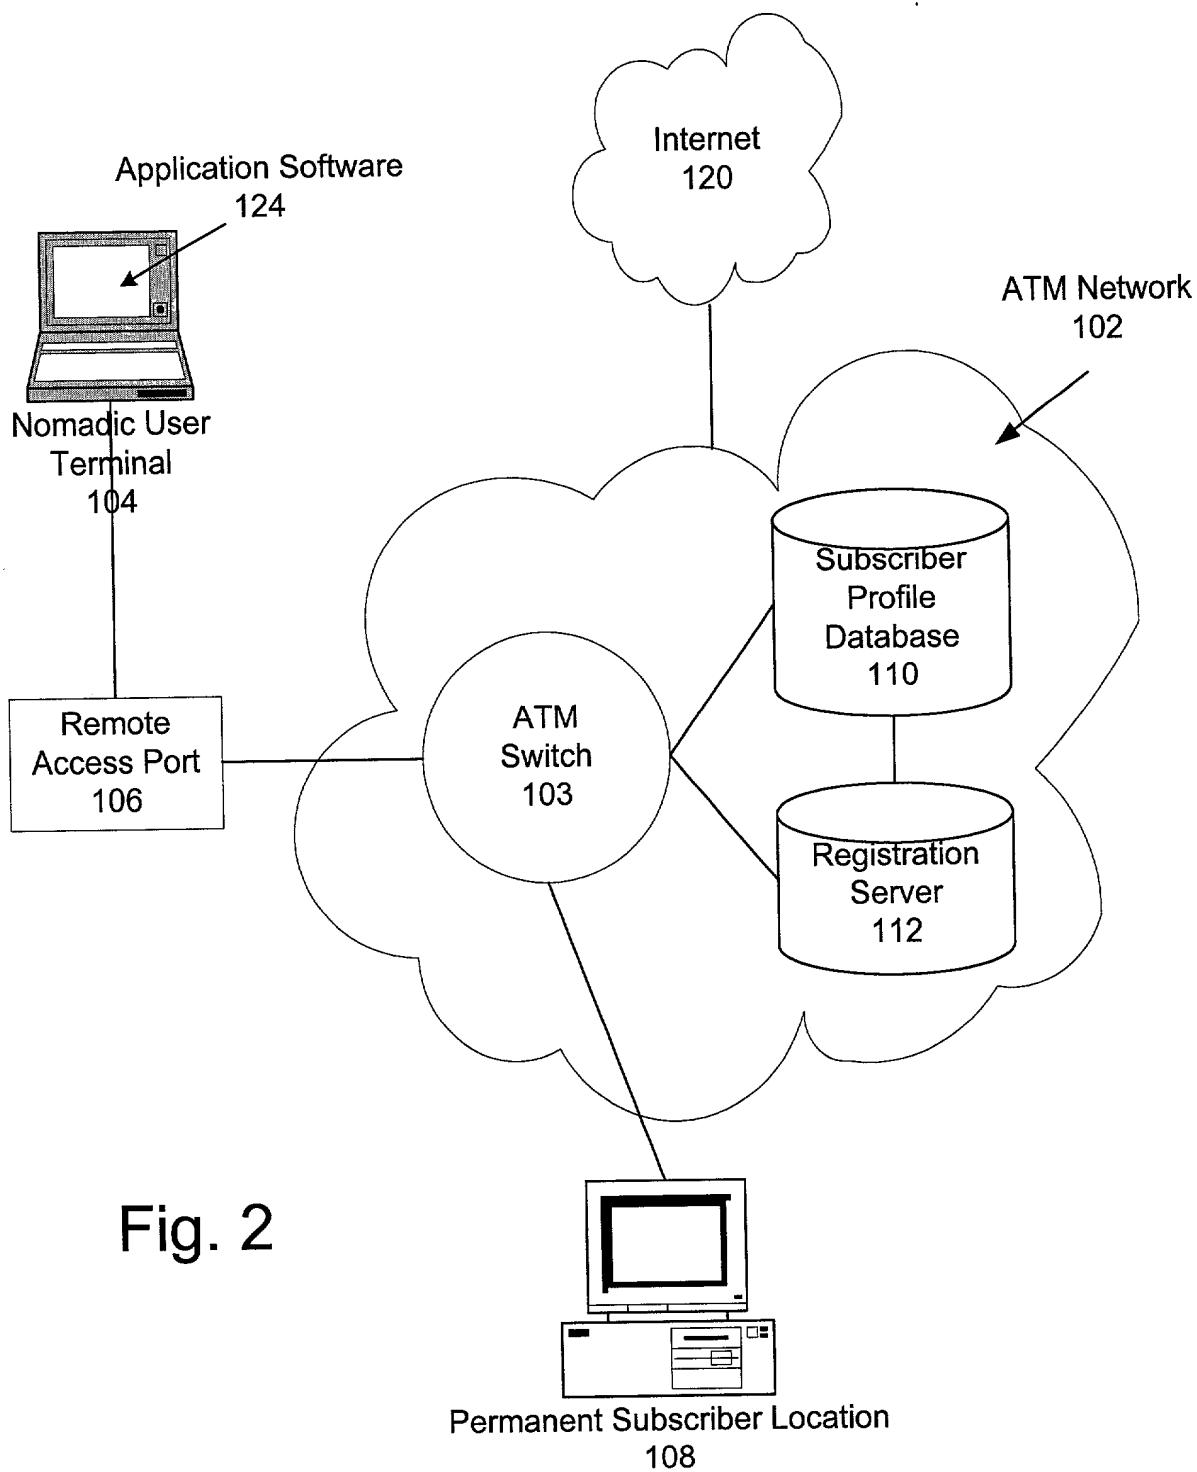 Internet
120
Application Software
124
ATM Network
102
Nomadic User
Terminal
104
Subscriber
Profile
Database
110
ATM
Switch
103
Remote
Access Port
106
Registration
Server
112
Fig. 2
Permanent Subscriber Location
108